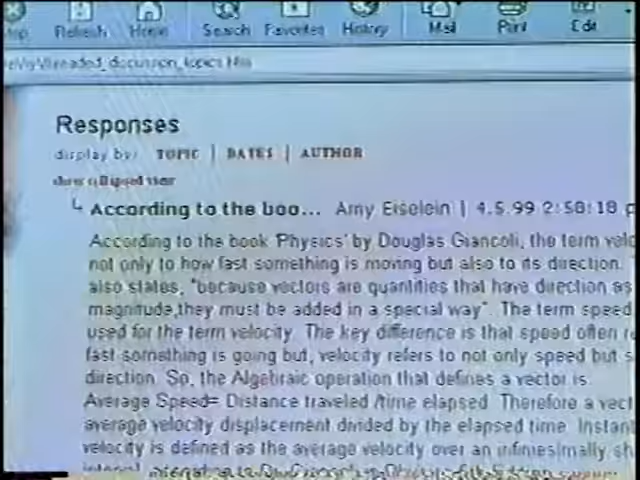 Refresh Home Search Favorites History Mail Print Edit
threaded_discussion_topics.htm
Responses
display by: TOPIC | DATES | AUTHOR
According to the boo... Amy Eiselein | 4.5.99 2:58:18 p
According to the book 'Physics' by Douglas Giancoli, the term velo
not only to how fast something is moving but also to its direction.
also states, "because vectors are quantities that have direction as
magnitude,they must be added in a special way". The term speed
used for the term velocity. The key difference is that speed often r
fast something is going but, velocity refers to not only speed but s
direction. So, the Algebraic operation that defines a vector is
Average Speed= Distance traveled /time elapsed. Therefore a vect
average velocity displacement divided by the elapsed time. Instant
velocity is defined as the average velocity over an infinesimally sh